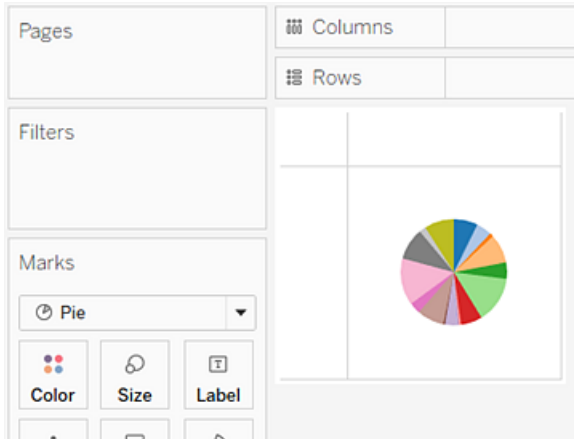 Pages
Columns
Rows
Filters
Marks
Pie
Color Size Label